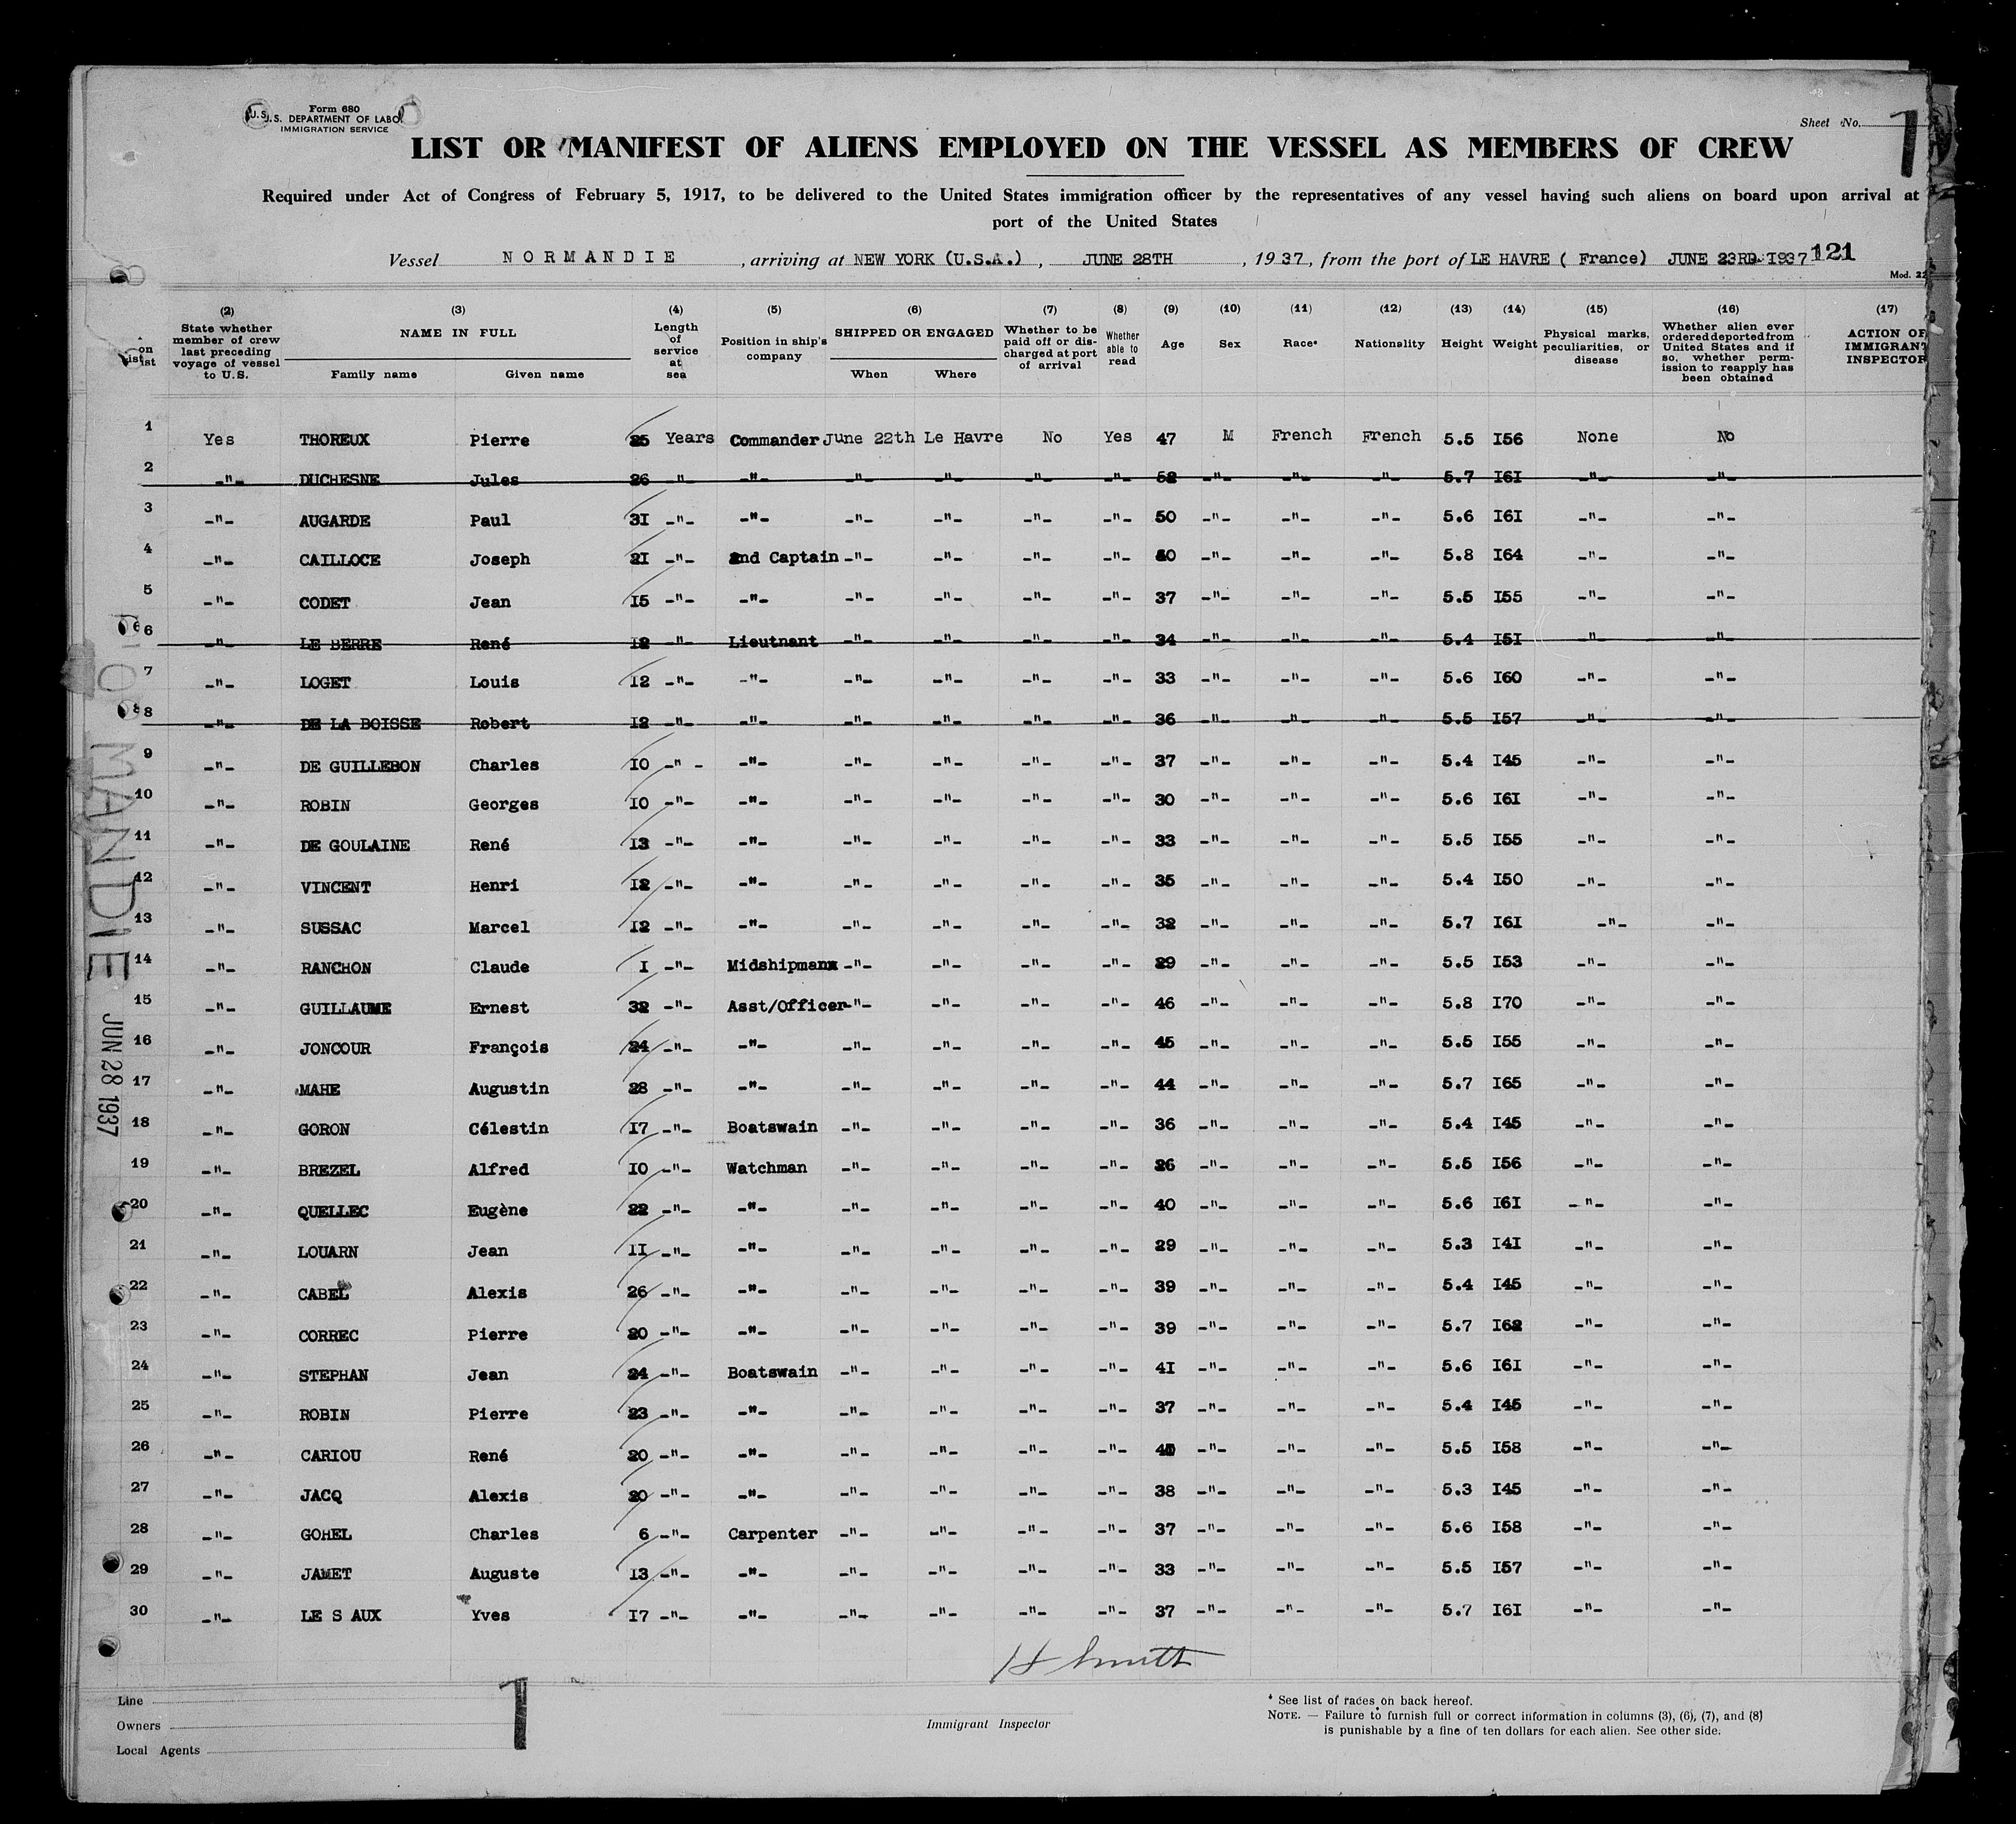 Form 680
U.S. DEPARTMENT OF LABO
IMMIGRATION SERVICE
Sheet No. 1
LIST OR MANIFEST OF ALIENS EMPLOYED ON THE VESSEL AS MEMBERS OF CREW
Required under Act of Congress of February 5, 1917, to be delivered to the United States immigration officer by the representatives of any vessel having such aliens on board upon arrival at
port of the United States
Vessel NORMANDIE, arriving at NEW YORK (U.S.A.), JUNE 28TH, 1937, from the port of LE HAVRE ( France) JUNE 23RD.I937 121
Mod. 22
on list
(2) State whether member of crew last preceding voyage of vessel to U.S.
(3) NAME IN FULL
Family name Given name
(4) Length of service at sea
(5) Position in ship's company
(6) SHIPPED OR ENGAGED
When Where
(7) Whether to be paid off or discharged at port of arrival
(8) Whether able to read
(9) Age
(10) Sex
(11) Race*
(12) Nationality
(13) Height
(14) Weight
(15) Physical marks, peculiarities, or disease
(16) Whether alien ever ordered deported from United States and if so, whether permission to reapply has been obtained
(17) ACTION OF IMMIGRANT INSPECTOR
1 Yes THOREUX Pierre 25 Years Commander June 22th Le Havre No Yes 47 M French French 5.5 I56 None No
2 -"- DUCHESNE Jules 26 -"- -"- -"- -"- -"- -"- 52 -"- -"- -"- 5.7 I6I -"- -"-
3 -"- AUGARDE Paul 3I -"- -"- -"- -"- -"- -"- 50 -"- -"- -"- 5.6 I6I -"- -"-
4 -"- CAILLOCE Joseph 2I -"- 2nd Captain -"- -"- -"- -"- 40 -"- -"- -"- 5.8 I64 -"- -"-
5 -"- CODET Jean I5 -"- -"- -"- -"- -"- -"- 37 -"- -"- -"- 5.5 I55 -"- -"-
6 -"- LE BERRE René I2 -"- Lieutnant -"- -"- -"- -"- 34 -"- -"- -"- 5.4 I5I -"- -"-
7 -"- LOGET Louis I2 -"- -"- -"- -"- -"- -"- 33 -"- -"- -"- 5.6 I60 -"- -"-
8 -"- DE LA BOISSE Robert I2 -"- -"- -"- -"- -"- -"- 36 -"- -"- -"- 5.5 I57 -"- -"-
9 -"- DE GUILLEBON Charles I0 -"- -"- -"- -"- -"- -"- 37 -"- -"- -"- 5.4 I45 -"- -"-
10 -"- ROBIN Georges I0 -"- -"- -"- -"- -"- -"- 30 -"- -"- -"- 5.6 I6I -"- -"-
11 -"- DE GOULAINE René I3 -"- -"- -"- -"- -"- -"- 33 -"- -"- -"- 5.5 I55 -"- -"-
12 -"- VINCENT Henri I2 -"- -"- -"- -"- -"- -"- 35 -"- -"- -"- 5.4 I50 -"- -"-
13 -"- SUSSAC Marcel I2 -"- -"- -"- -"- -"- -"- 32 -"- -"- -"- 5.7 I6I -"- -"-
14 -"- RANCHON Claude I -"- Midshipman -"- -"- -"- -"- 29 -"- -"- -"- 5.5 I53 -"- -"-
15 -"- GUILLAUME Ernest 32 -"- Asst/Officer -"- -"- -"- -"- 46 -"- -"- -"- 5.8 I70 -"- -"-
16 -"- JONCOUR François 24 -"- -"- -"- -"- -"- -"- 45 -"- -"- -"- 5.5 I55 -"- -"-
17 -"- MAHE Augustin 28 -"- -"- -"- -"- -"- -"- 44 -"- -"- -"- 5.7 I65 -"- -"-
18 -"- GORON Célestin I7 -"- Boatswain -"- -"- -"- -"- 36 -"- -"- -"- 5.4 I45 -"- -"-
19 -"- BREZEL Alfred I0 -"- Watchman -"- -"- -"- -"- 26 -"- -"- -"- 5.5 I56 -"- -"-
20 -"- QUELLEC Eugène 22 -"- -"- -"- -"- -"- -"- 40 -"- -"- -"- 5.6 I6I -"- -"-
21 -"- LOUARN Jean II -"- -"- -"- -"- -"- -"- 29 -"- -"- -"- 5.3 I4I -"- -"-
22 -"- CABEL Alexis 26 -"- -"- -"- -"- -"- -"- 39 -"- -"- -"- 5.4 I45 -"- -"-
23 -"- CORREC Pierre 20 -"- -"- -"- -"- -"- -"- 39 -"- -"- -"- 5.7 I62 -"- -"-
24 -"- STEPHAN Jean 24 -"- Boatswain -"- -"- -"- -"- 4I -"- -"- -"- 5.6 I6I -"- -"-
25 -"- ROBIN Pierre 23 -"- -"- -"- -"- -"- -"- 37 -"- -"- -"- 5.4 I45 -"- -"-
26 -"- CARIOU René 20 -"- -"- -"- -"- -"- -"- -"- -"- -"- 5.5 I58 -"- -"-
27 -"- JACQ Alexis 20 -"- -"- -"- -"- -"- -"- 38 -"- -"- -"- 5.3 I45 -"- -"-
28 -"- GOHEL Charles 6 -"- Carpenter -"- -"- -"- -"- 37 -"- -"- -"- 5.6 I58 -"- -"-
29 -"- JAMET Auguste I3 -"- -"- -"- -"- -"- -"- 33 -"- -"- -"- 5.5 I57 -"- -"-
30 -"- LE S AUX Yves I7 -"- -"- -"- -"- -"- -"- 37 -"- -"- -"- 5.7 I6I -"- -"-
MANDIE JUN 28 1937
H Smith
Line
Owners
Local Agents
1
Immigrant Inspector
* See list of races on back hereof.
NOTE. — Failure to furnish full or correct information in columns (3), (6), (7), and (8)
is punishable by a fine of ten dollars for each alien. See other side.